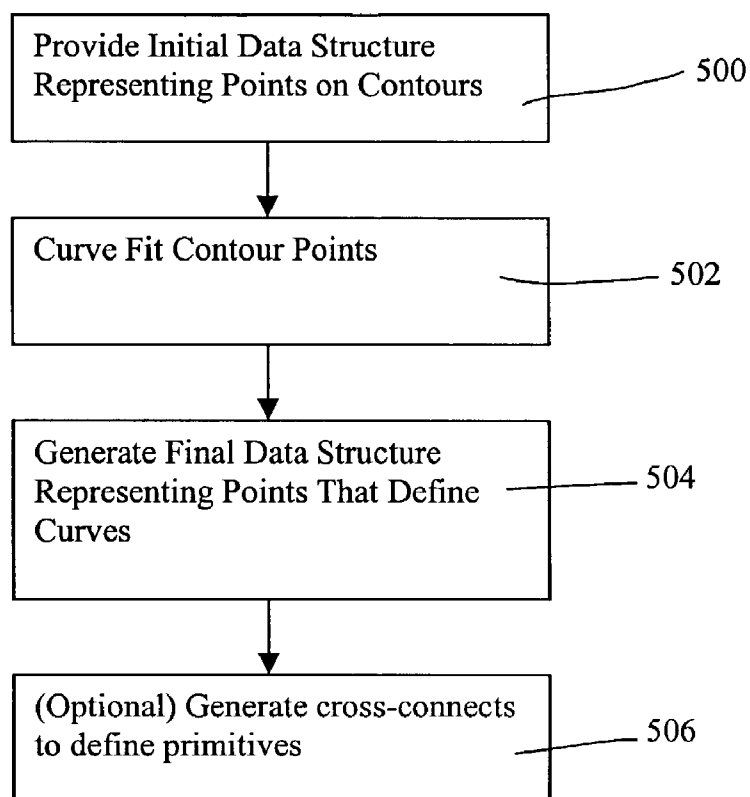 Provide Initial Data Structure
Representing Points on Contours
500
Curve Fit Contour Points
502
Generate Final Data Structure
Representing Points That Define
Curves
504
(Optional) Generate cross-connects
to define primitives
506